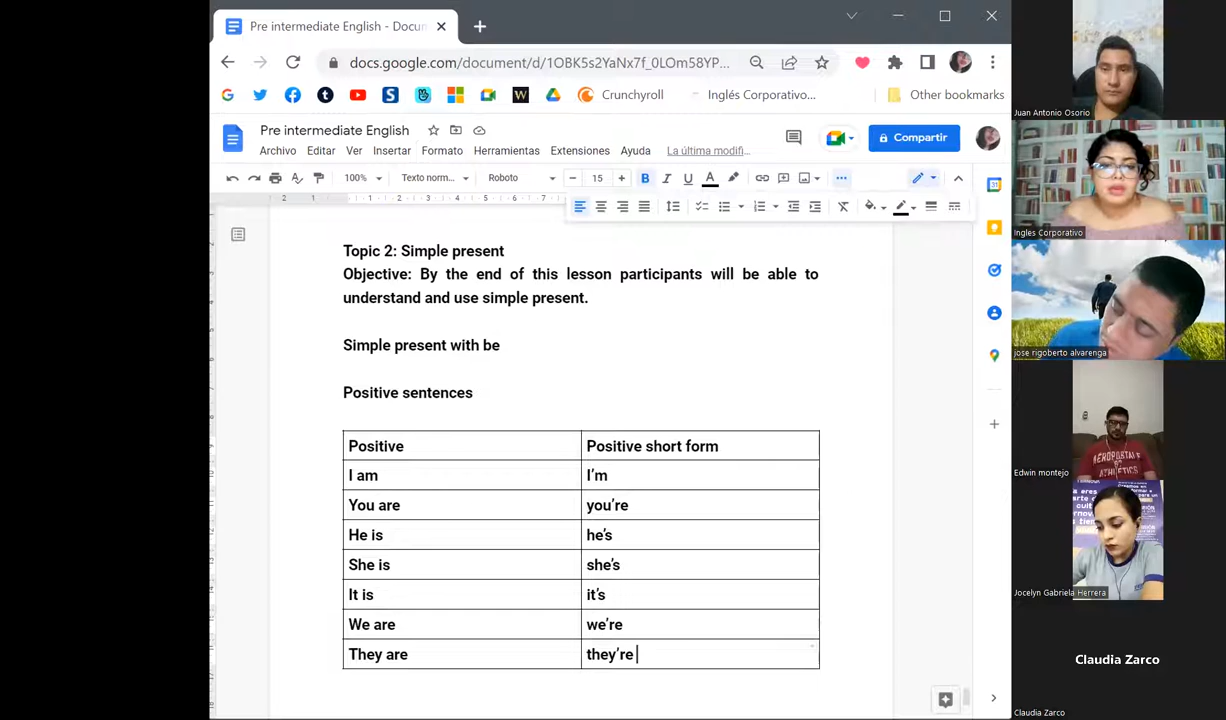 Pre intermediate English - Docun
docs.google.com/document/d/1OBK5s2YaNx7f_0LOm58YP...
Crunchyroll
Inglés Corporativo...
Other bookmarks
Pre intermediate English
Archivo Editar Ver Insertar Formato Herramientas Extensiones Ayuda La última modifi...
Compartir
100% Texto norm... Roboto 15
Topic 2: Simple present
Objective: By the end of this lesson participants will be able to
understand and use simple present.
Simple present with be
Positive sentences
Positive Positive short form
I am I'm
You are you're
He is he's
She is she's
It is it's
We are we're
They are they're
Juan Antonio Osorio
Ingles Corporativo
jose rigoberto alvarenga
Edwin montejo
AEROPOSTALE
ATHLETICS
Jocelyn Gabriela Herrera
Claudia Zarco
Claudia Zarco